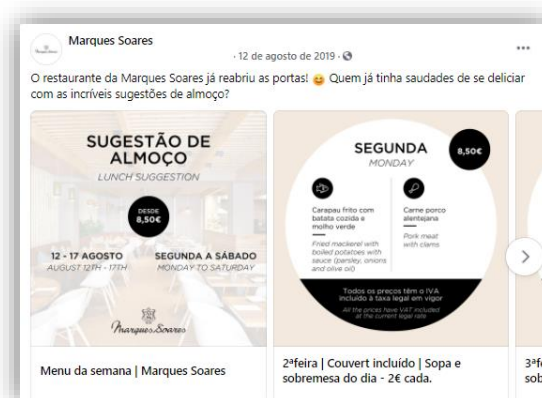 Marques Soares
· 12 de agosto de 2019 ·
O restaurante da Marques Soares já reabriu as portas! 😄 Quem já tinha saudades de se deliciar
com as incríveis sugestões de almoço?
SUGESTÃO DE
ALMOÇO
LUNCH SUGGESTION
DESDE
8,50€
12 - 17 AGOSTO
AUGUST 12TH - 17TH
SEGUNDA A SÁBADO
MONDAY TO SATURDAY
Marques Soares
Menu da semana | Marques Soares
SEGUNDA
MONDAY
8,50€
Carapau frito com
batata cozida e
molho verde
Fried mackerel with
boiled potatoes with
sauce (parsley, onions
and olive oil)
Carne porco
alentejana
Pork meat
with clams
Todos os preços têm o IVA
incluído à taxa legal em vigor
All the prices have VAT included
at the current legal rate
2ªfeira | Couvert incluído | Sopa e
sobremesa do dia - 2€ cada.
3ªf
sob